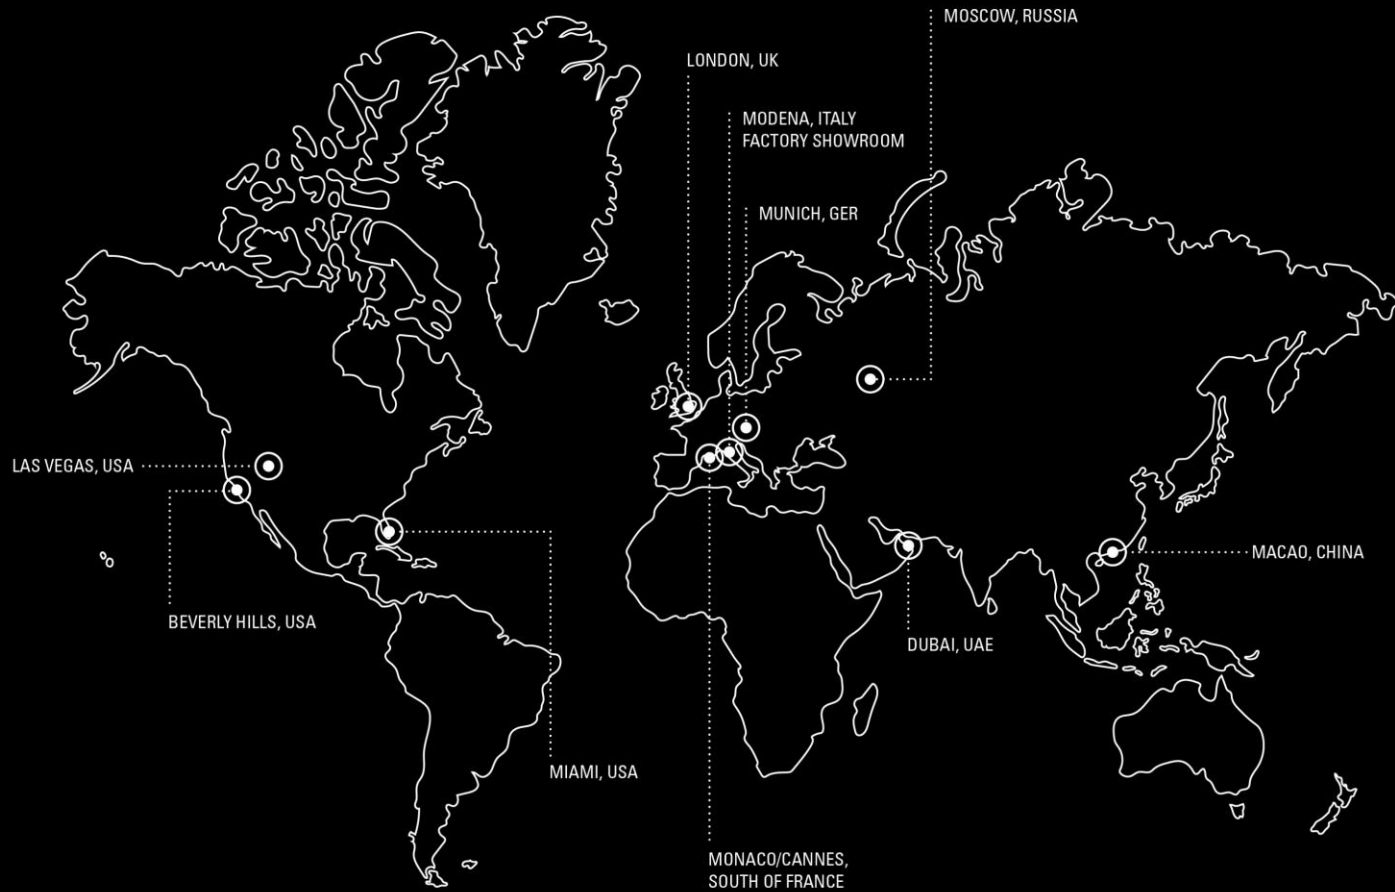 MOSCOW, RUSSIA
LONDON, UK
MODENA, ITALY
FACTORY SHOWROOM
MUNICH, GER
LAS VEGAS, USA
MACAO, CHINA
BEVERLY HILLS, USA
DUBAI, UAE
MIAMI, USA
MONACO/CANNES,
SOUTH OF FRANCE